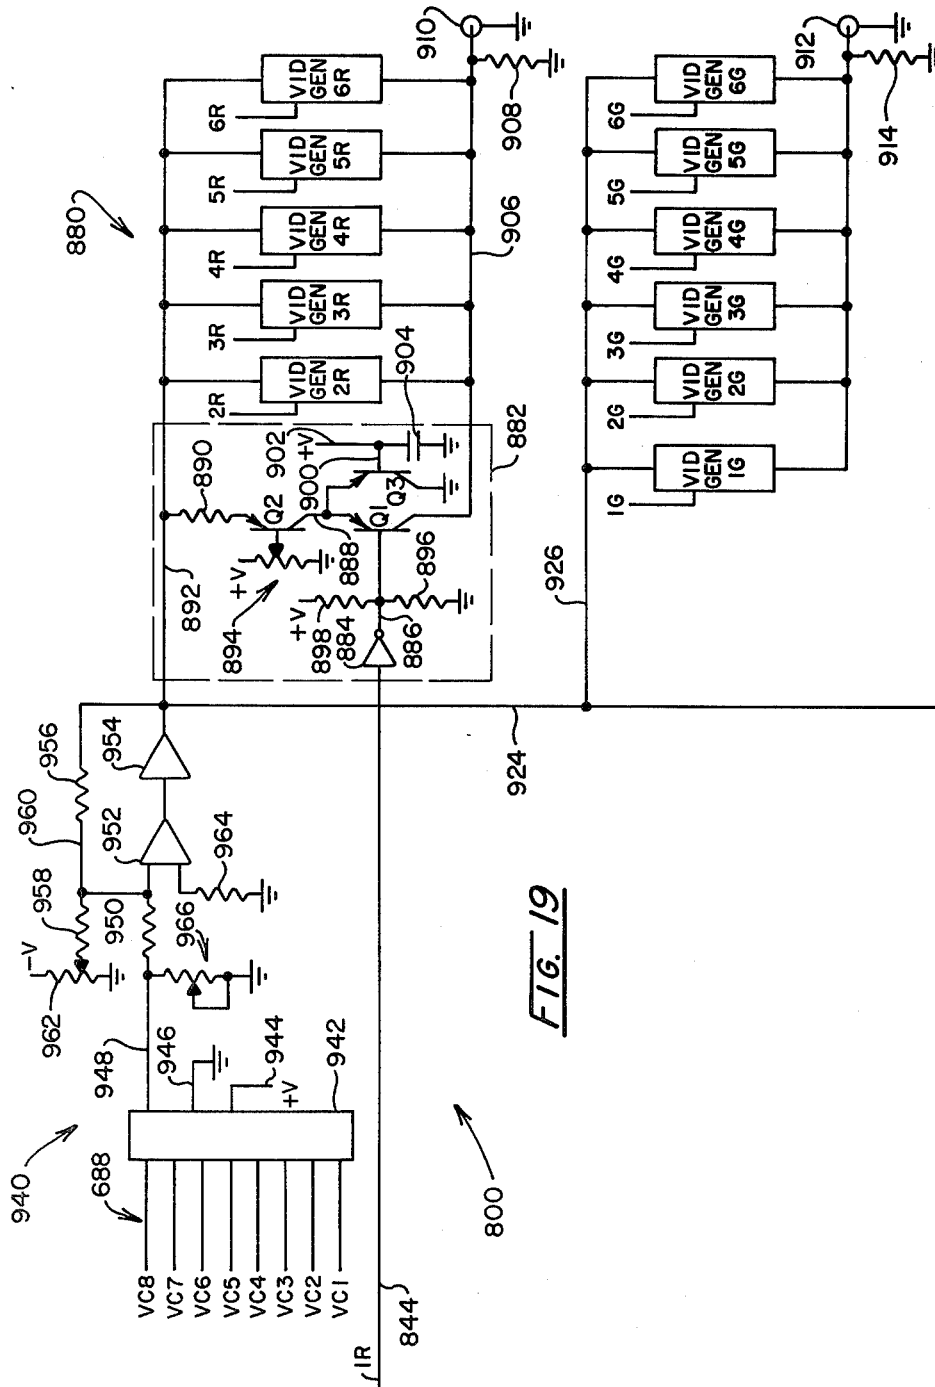 910
VID GEN 6R
6R
908
VID GEN 5R
5R
880
VID GEN 4R
4R
906
VID GEN 3R
3R
904
VID GEN 2R
2R
902
+V
900
882
890
Q2
Q3
Q1
888
896
+V
894
892
+V
898
884
886
912
VID GEN 6G
6G
914
VID GEN 5G
5G
VID GEN 4G
4G
VID GEN 3G
3G
VID GEN 2G
2G
VID GEN 1G
1G
926
924
956
954
960
952
964
958
950
966
-V
962
948
946
944
+V
942
940
688
VC8
VC7
VC6
VC5
VC4
VC3
VC2
VC1
800
844
1R
FIG. 19